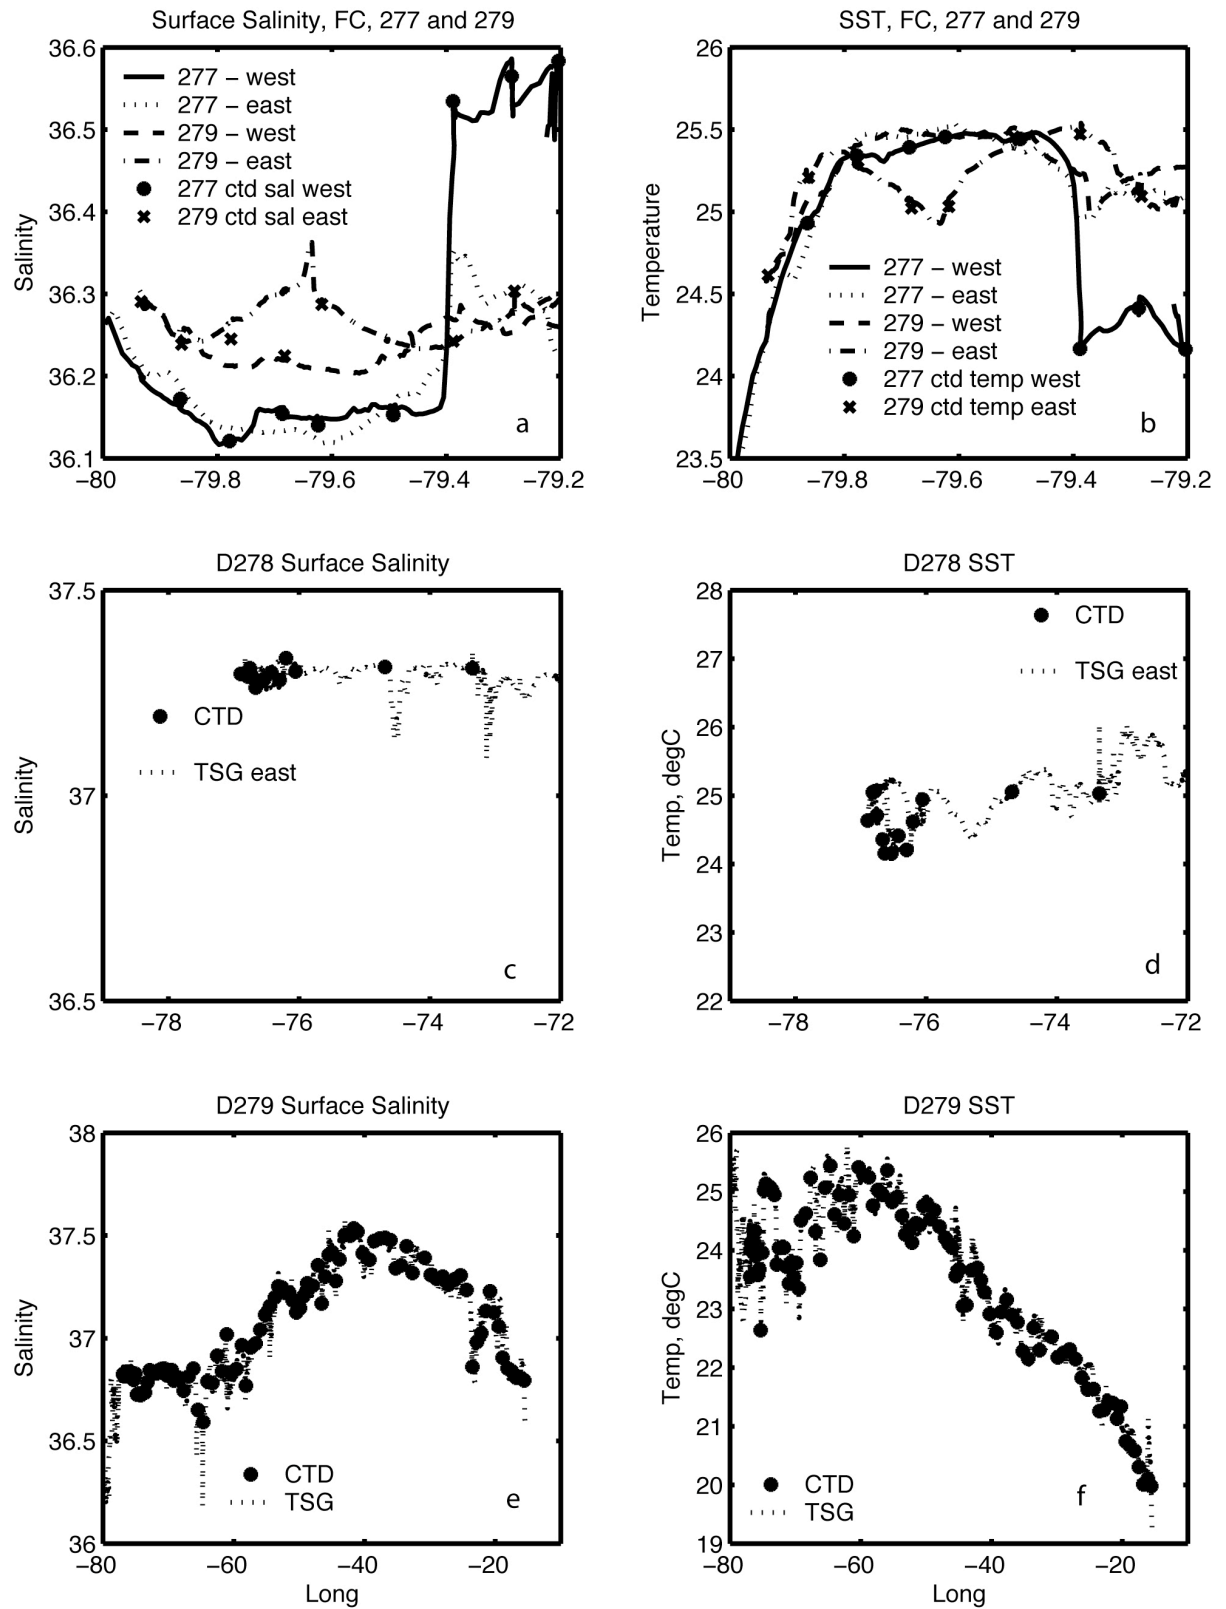 Surface Salinity, FC, 277 and 279
36.6
36.5
36.4
36.3
36.2
36.1
Salinity
277 – west
277 – east
279 – west
279 – east
277 ctd sal west
279 ctd sal east
a
−80
−79.8
−79.6
−79.4
−79.2
SST, FC, 277 and 279
26
25.5
25
24.5
24
23.5
Temperature
277 – west
277 – east
279 – west
279 – east
277 ctd temp west
279 ctd temp east
b
−80
−79.8
−79.6
−79.4
−79.2
D278 Surface Salinity
37.5
37
36.5
Salinity
CTD
TSG east
c
−78
−76
−74
−72
D278 SST
28
27
26
25
24
23
22
Temp, degC
CTD
TSG east
d
−78
−76
−74
−72
D279 Surface Salinity
38
37.5
37
36.5
36
Salinity
CTD
TSG
e
−80
−60
−40
−20
Long
D279 SST
26
25
24
23
22
21
20
19
Temp, degC
CTD
TSG
f
−80
−60
−40
−20
Long